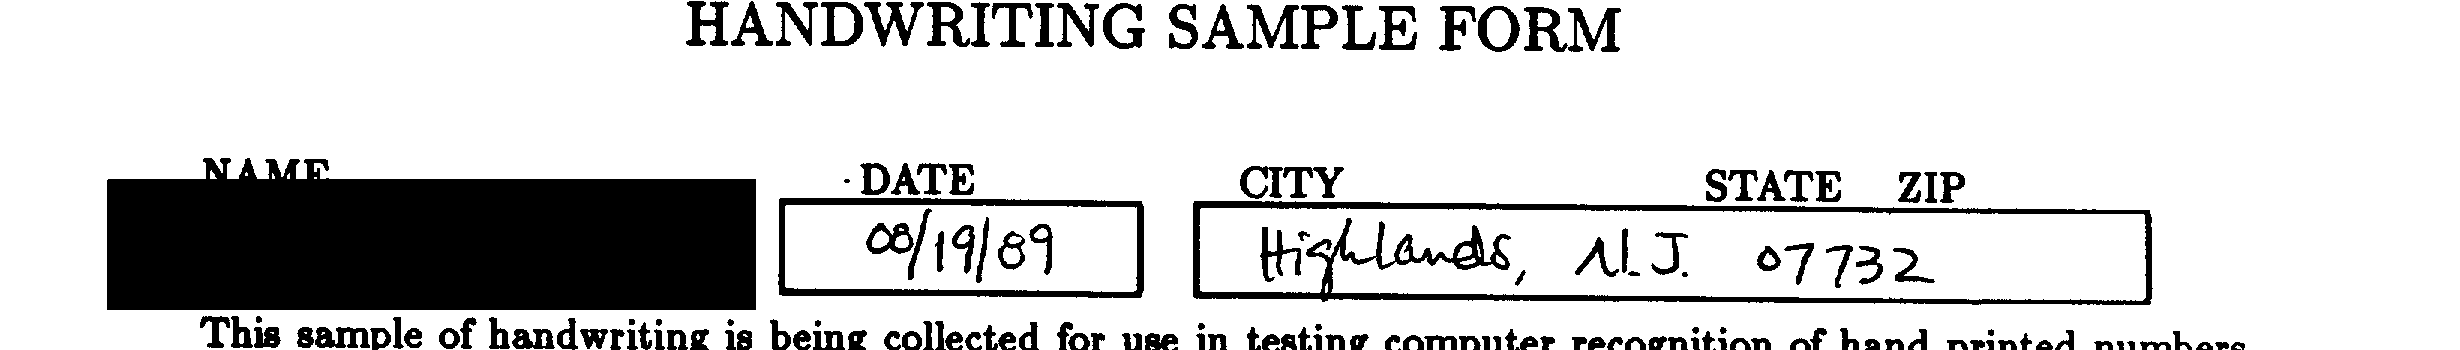 HANDWRITING SAMPLE FORM
NAME DATE CITY STATE ZIP
08/19/89 Highlands, N.J. 07732
This sample of handwriting is being collected for use in testing computer recognition of hand printed numbers